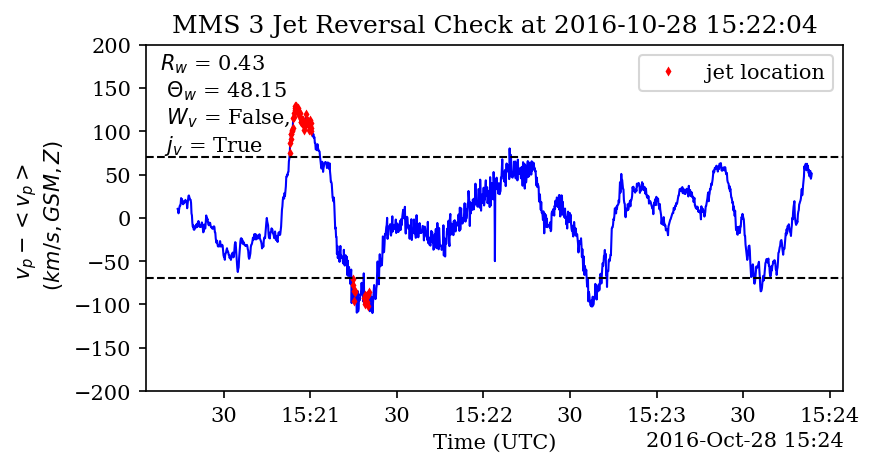 MMS 3 Jet Reversal Check at 2016-10-28 15:22:04
R_w = 0.43
Θ_w = 48.15
W_v = False,
j_v = True
jet location
200
150
100
50
0
−50
−100
−150
−200
v_p − < v_p >
(km/s, GSM, Z)
30 15:21 30 15:22 30 15:23 30 15:24
Time (UTC)
2016-Oct-28 15:24